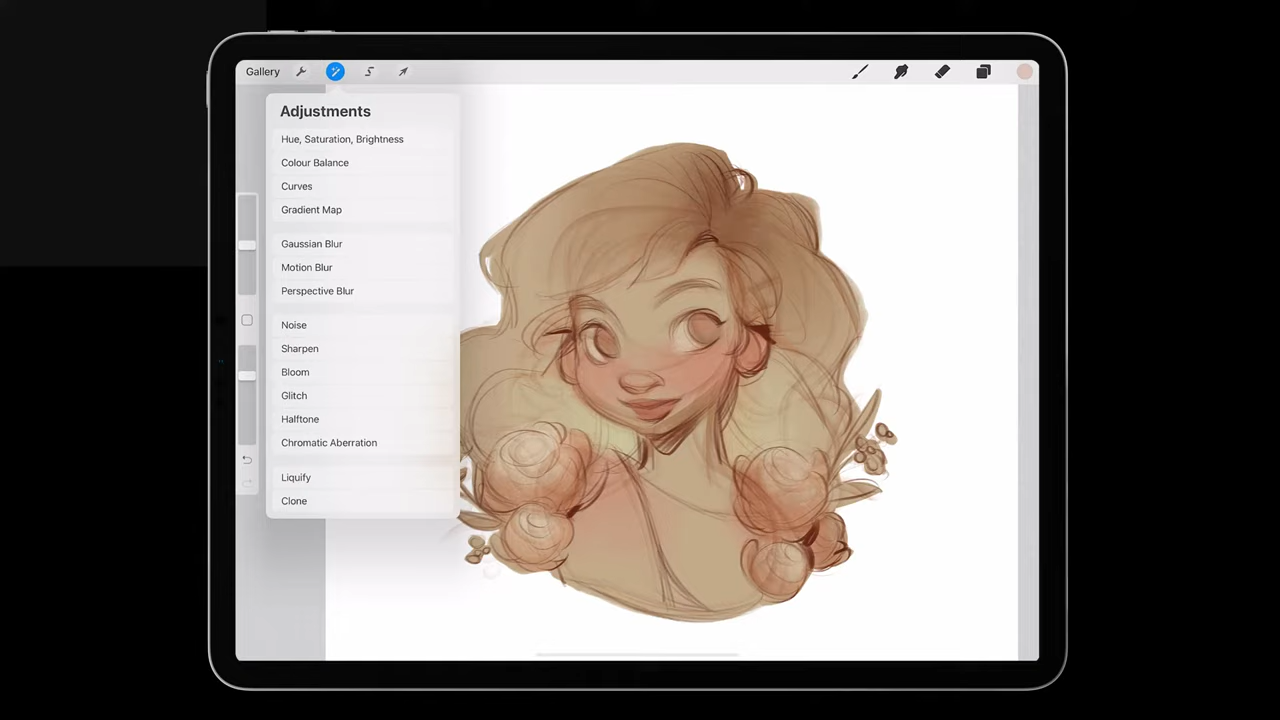 Gallery
Adjustments
Hue, Saturation, Brightness
Colour Balance
Curves
Gradient Map
Gaussian Blur
Motion Blur
Perspective Blur
Noise
Sharpen
Bloom
Glitch
Halftone
Chromatic Aberration
Liquify
Clone